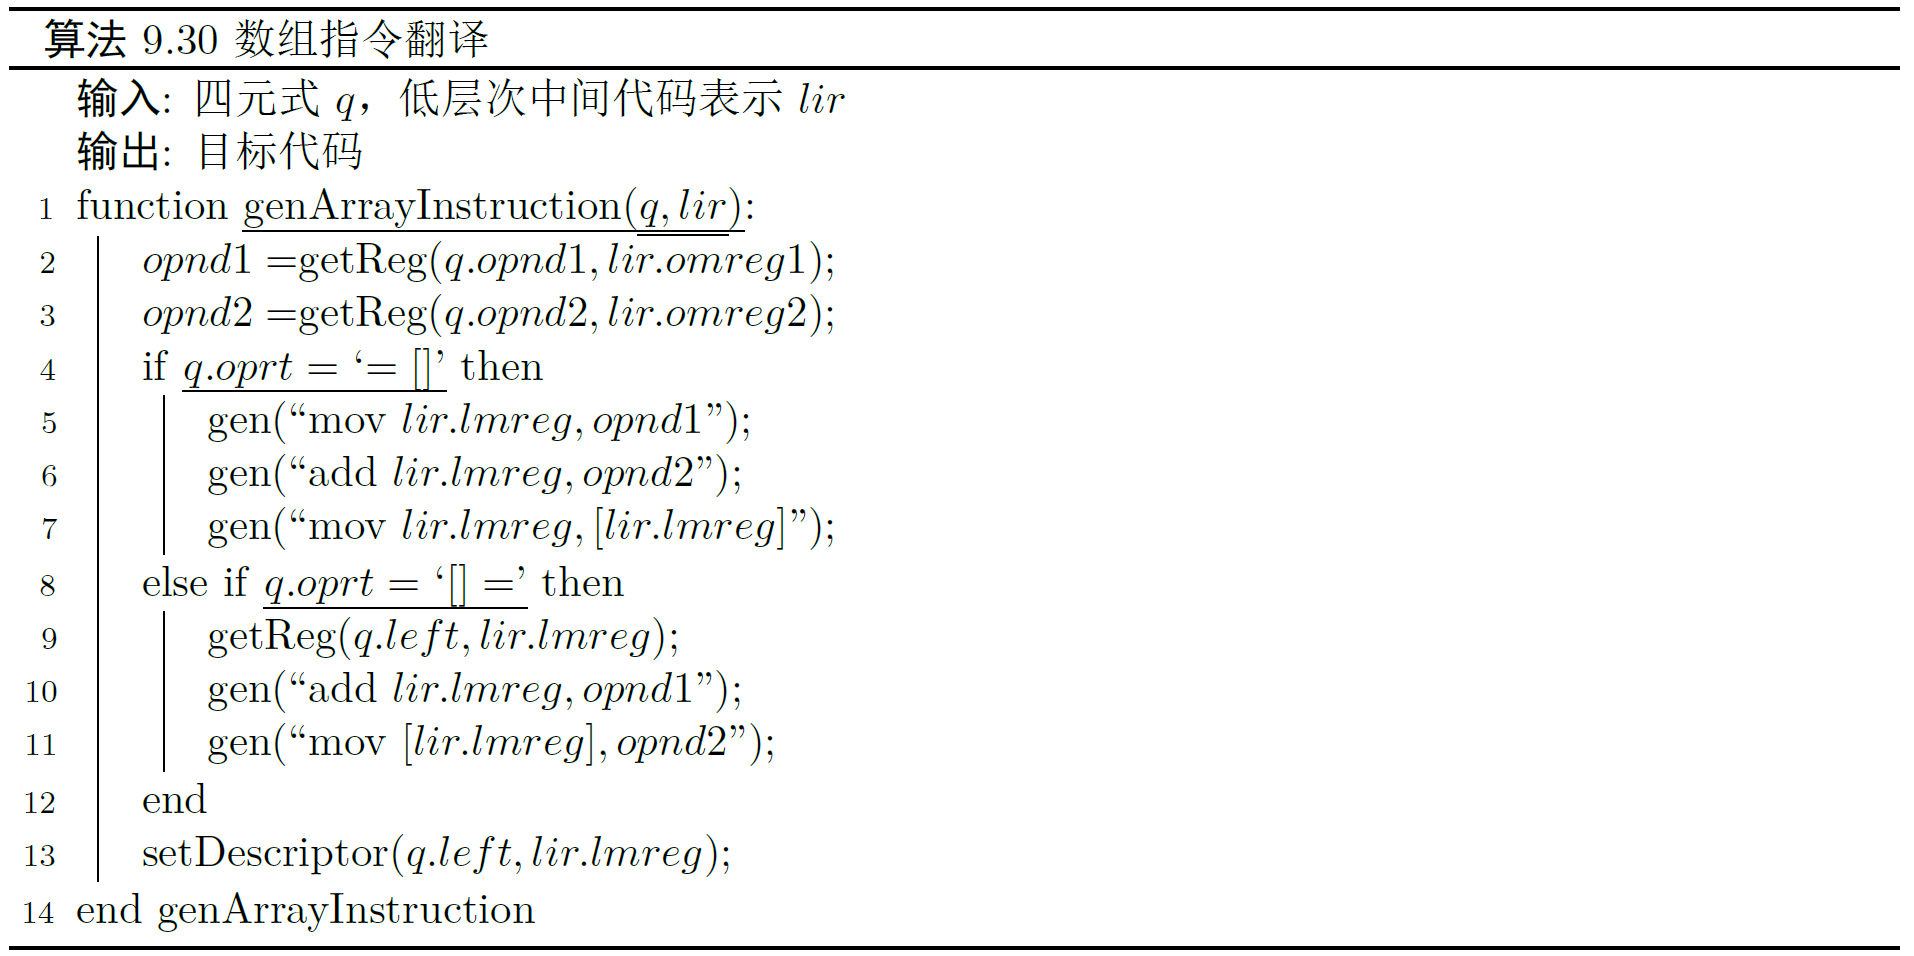 算法 9.30 数组指令翻译
输入: 四元式 q，低层次中间代码表示 lir
输出: 目标代码
1 function genArrayInstruction(q, lir):
2 opnd1 =getReg(q.opnd1, lir.omreg1);
3 opnd2 =getReg(q.opnd2, lir.omreg2);
4 if q.oprt = ‘= []’ then
5 gen(“mov lir.lmreg, opnd1”);
6 gen(“add lir.lmreg, opnd2”);
7 gen(“mov lir.lmreg, [lir.lmreg]”);
8 else if q.oprt = ‘[] =’ then
9 getReg(q.left, lir.lmreg);
10 gen(“add lir.lmreg, opnd1”);
11 gen(“mov [lir.lmreg], opnd2”);
12 end
13 setDescriptor(q.left, lir.lmreg);
14 end genArrayInstruction